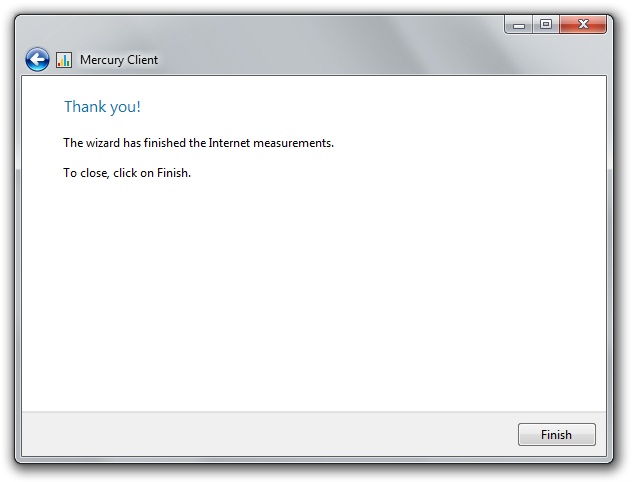 Mercury Client
Thank you!
The wizard has finished the Internet measurements.
To close, click on Finish.
Finish